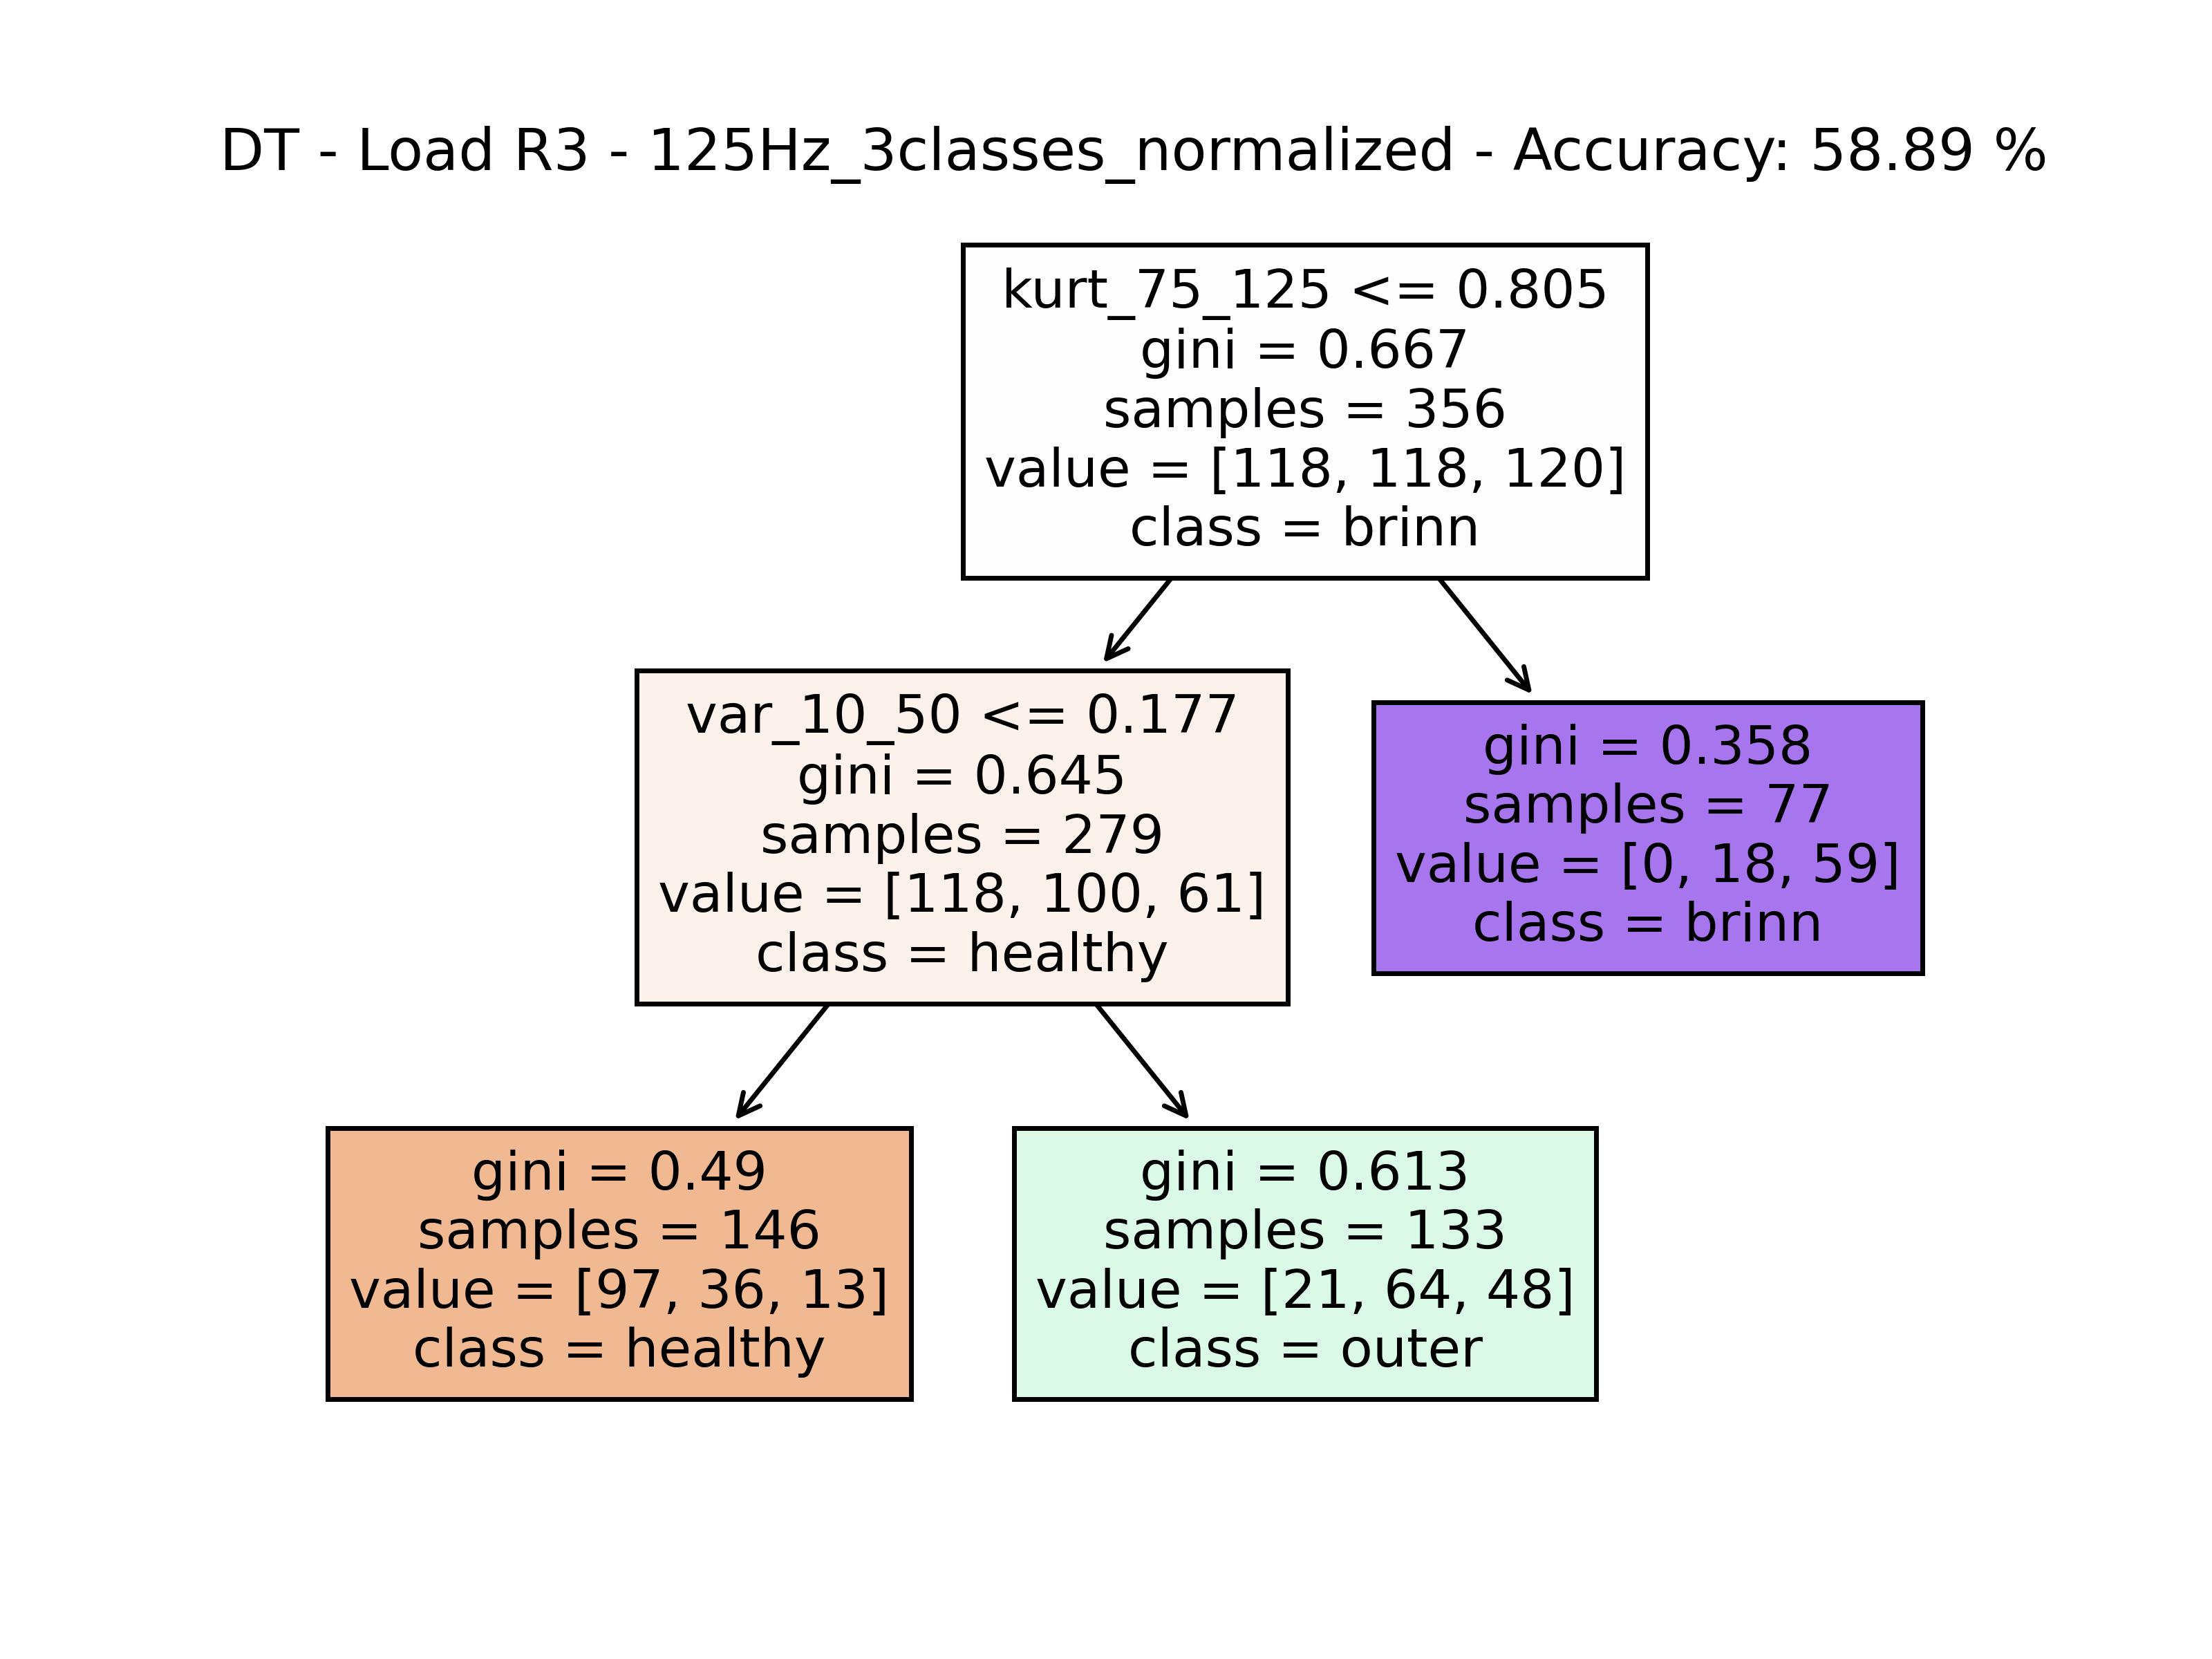 DT - Load R3 - 125Hz_3classes_normalized - Accuracy: 58.89 %
kurt_75_125 <= 0.805
gini = 0.667
samples = 356
value = [118, 118, 120]
class = brinn
var_10_50 <= 0.177
gini = 0.645
samples = 279
value = [118, 100, 61]
class = healthy
gini = 0.358
samples = 77
value = [0, 18, 59]
class = brinn
gini = 0.49
samples = 146
value = [97, 36, 13]
class = healthy
gini = 0.613
samples = 133
value = [21, 64, 48]
class = outer